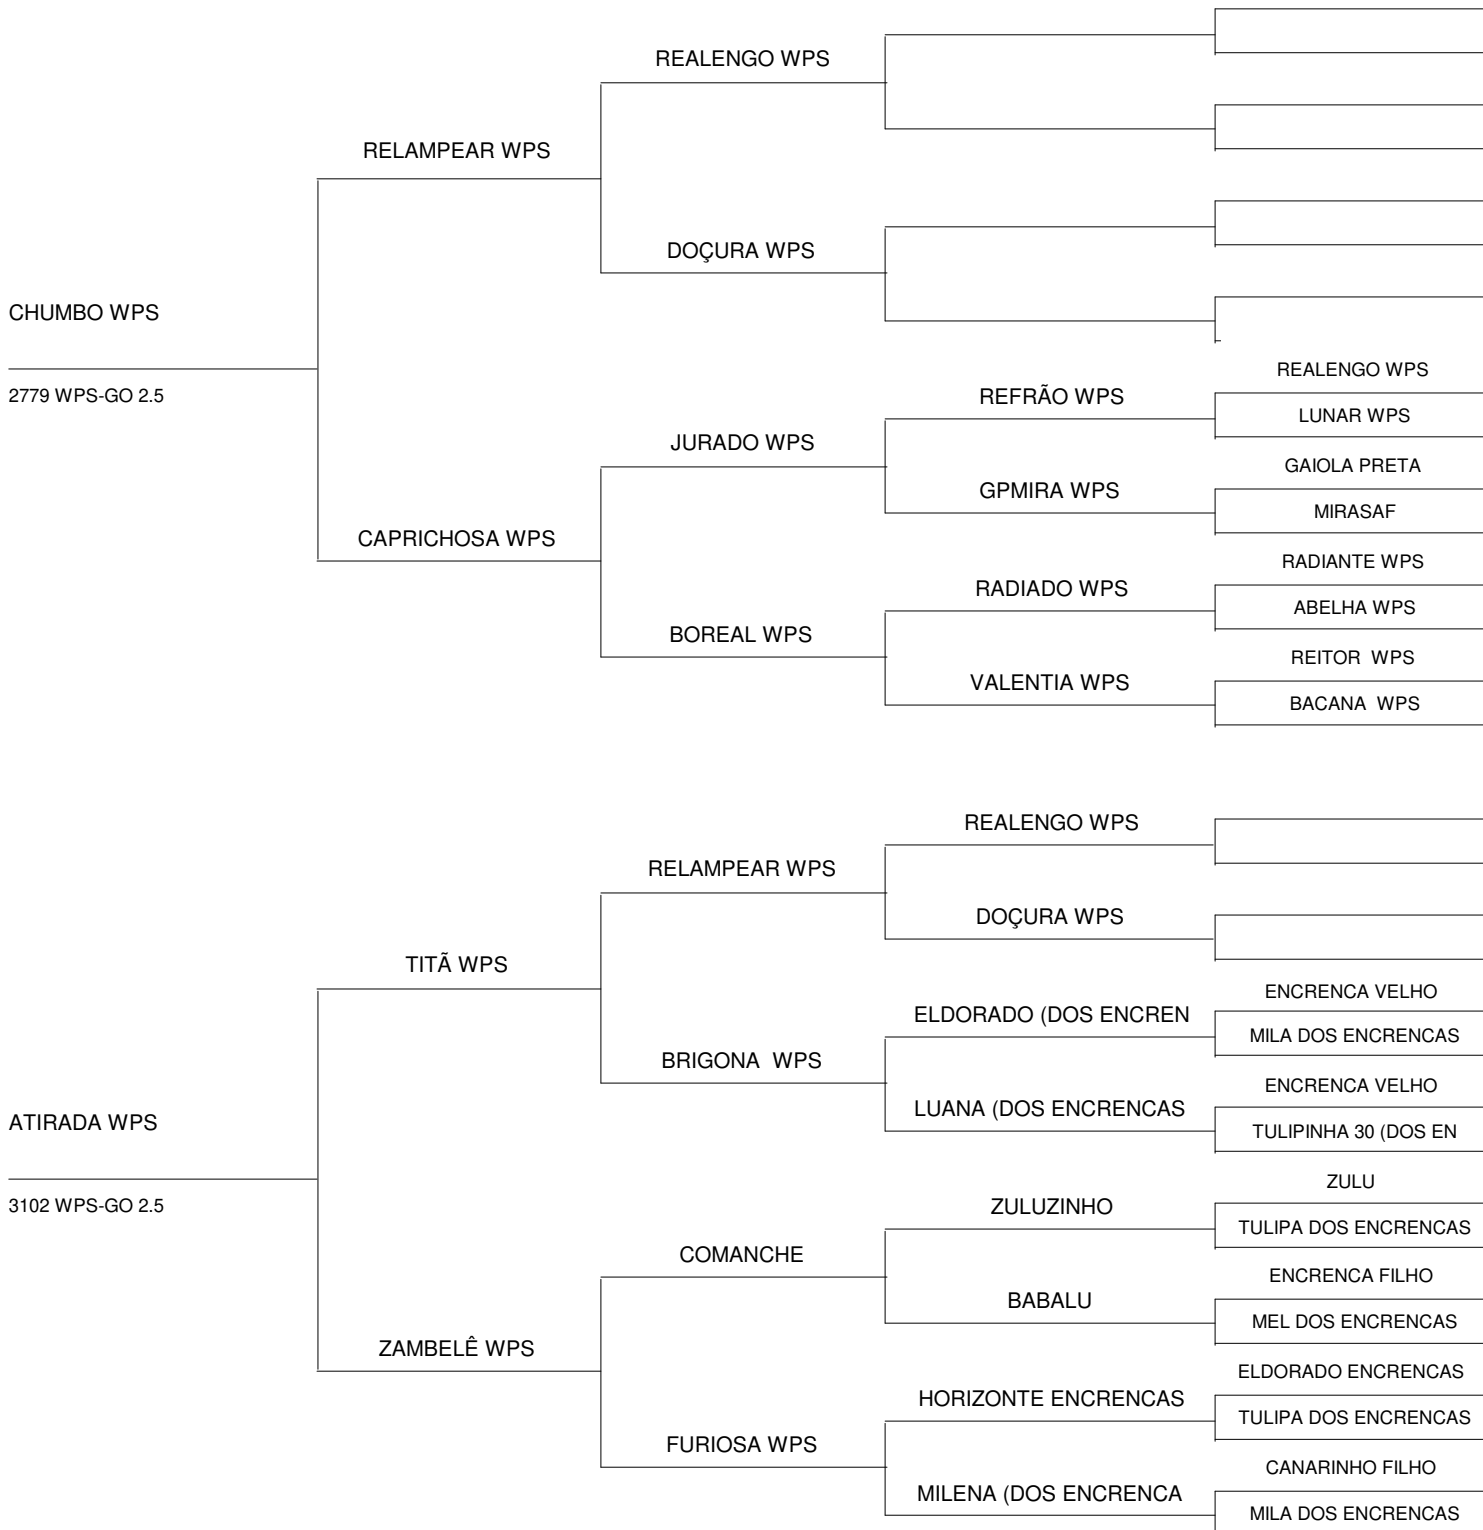 REALENGO WPS
RELAMPEAR WPS
DOÇURA WPS
CHUMBO WPS
2779 WPS-GO 2.5
REALENGO WPS
REFRÃO WPS
LUNAR WPS
JURADO WPS
GAIOLA PRETA
GPMIRA WPS
MIRASAF
CAPRICHOSA WPS
RADIANTE WPS
RADIADO WPS
ABELHA WPS
BOREAL WPS
REITOR  WPS
VALENTIA WPS
BACANA  WPS
REALENGO WPS
RELAMPEAR WPS
DOÇURA WPS
TITÃ WPS
ENCRENCA VELHO
ELDORADO (DOS ENCREN
MILA DOS ENCRENCAS
BRIGONA  WPS
ENCRENCA VELHO
LUANA (DOS ENCRENCAS
TULIPINHA 30 (DOS EN
ATIRADA WPS
3102 WPS-GO 2.5
ZULU
ZULUZINHO
TULIPA DOS ENCRENCAS
COMANCHE
ENCRENCA FILHO
BABALU
MEL DOS ENCRENCAS
ZAMBELÊ WPS
ELDORADO ENCRENCAS
HORIZONTE ENCRENCAS
TULIPA DOS ENCRENCAS
FURIOSA WPS
CANARINHO FILHO
MILENA (DOS ENCRENCA
MILA DOS ENCRENCAS